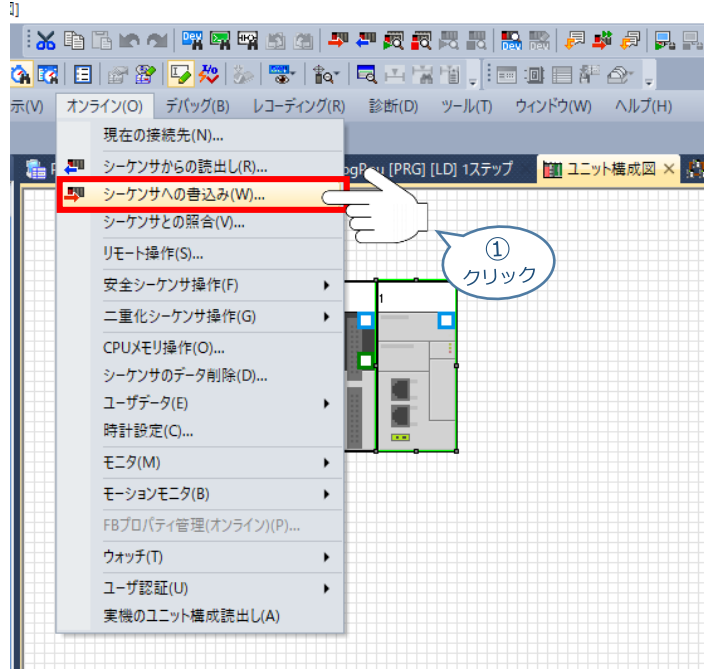 ]
示(V) オンライン(O) デバッグ(B) レコーディング(R) 診断(D) ツール(T) ウィンドウ(W) ヘルプ(H)
現在の接続先(N)...
シーケンサからの読出し(R)...
[PRG] [LD] 1ステップ
ユニット構成図
シーケンサへの書込み(W)...
シーケンサとの照合(V)...
①
クリック
リモート操作(S)...
安全シーケンサ操作(F)
1
二重化シーケンサ操作(G)
CPUメモリ操作(O)...
シーケンサのデータ削除(D)...
ユーザデータ(E)
時計設定(C)...
モニタ(M)
モーションモニタ(B)
FBプロパティ管理(オンライン)(P)...
ウォッチ(T)
ユーザ認証(U)
実機のユニット構成読出し(A)